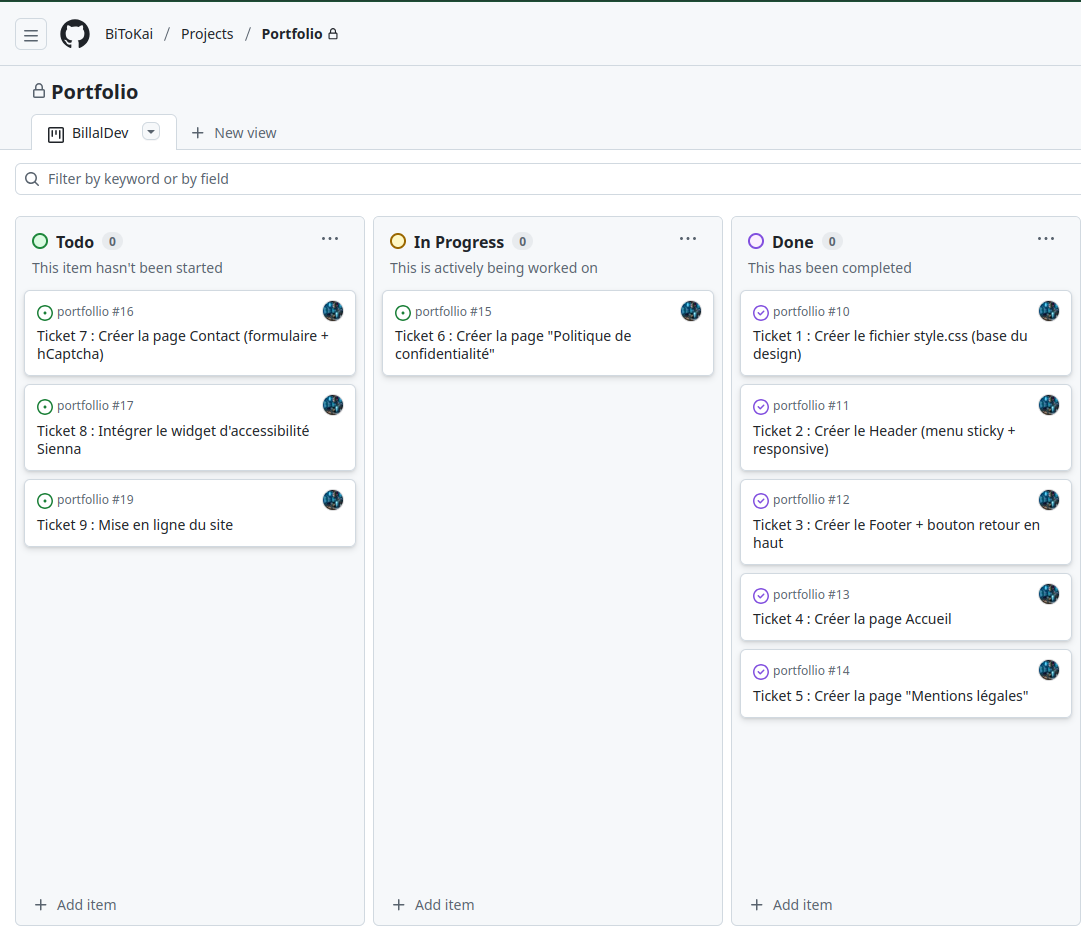 BiToKai / Projects / Portfolio
Portfolio
BillalDev
New view
Filter by keyword or by field
Todo 0
This item hasn't been started
portfollio #16
Ticket 7 : Créer la page Contact (formulaire +
hCaptcha)
portfollio #17
Ticket 8 : Intégrer le widget d'accessibilité
Sienna
portfollio #19
Ticket 9 : Mise en ligne du site
Add item
In Progress 0
This is actively being worked on
portfollio #15
Ticket 6 : Créer la page "Politique de
confidentialité"
Add item
Done 0
This has been completed
portfollio #10
Ticket 1 : Créer le fichier style.css (base du
design)
portfollio #11
Ticket 2 : Créer le Header (menu sticky +
responsive)
portfollio #12
Ticket 3 : Créer le Footer + bouton retour en
haut
portfollio #13
Ticket 4 : Créer la page Accueil
portfollio #14
Ticket 5 : Créer la page "Mentions légales"
Add item